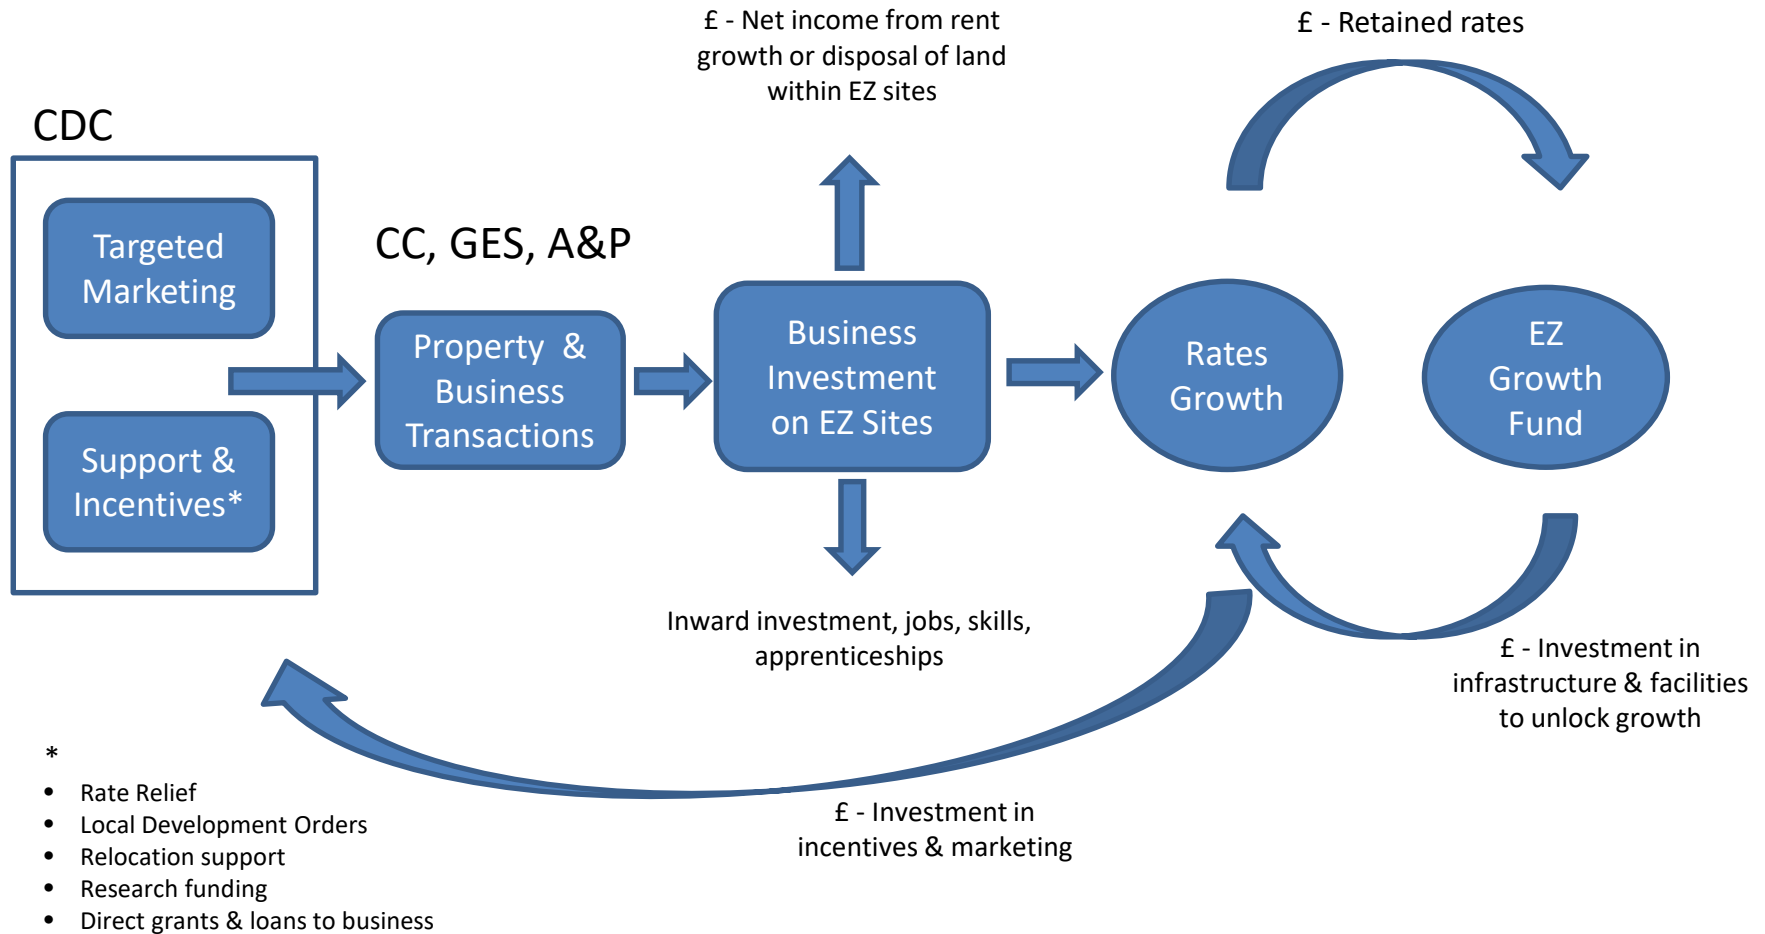 £ - Net income from rent
growth or disposal of land
within EZ sites
£ - Retained rates
CDC
Targeted
Marketing
Support &
Incentives*
CC, GES, A&P
Property &
Business
Transactions
Business
Investment
on EZ Sites
Rates
Growth
EZ
Growth
Fund
Inward investment, jobs, skills,
apprenticeships
£ - Investment in
infrastructure & facilities
to unlock growth
£ - Investment in
incentives & marketing
*
• Rate Relief
• Local Development Orders
• Relocation support
• Research funding
• Direct grants & loans to business